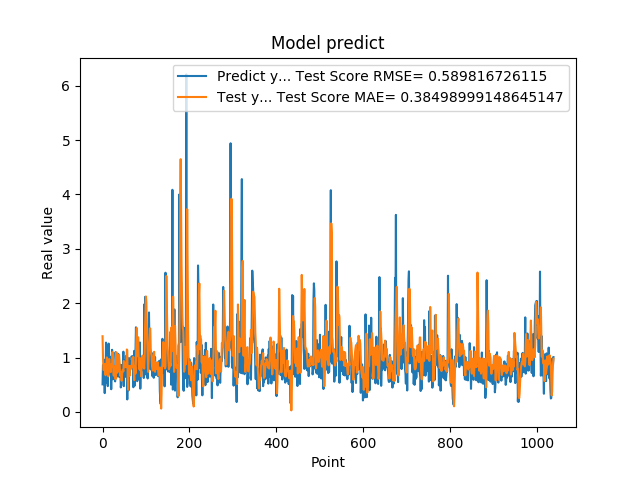 Model predict
Predict y... Test Score RMSE= 0.589816726115
Test y... Test Score MAE= 0.38498999148645147
6
5
4
3
2
1
0
Real value
0 200 400 600 800 1000
Point